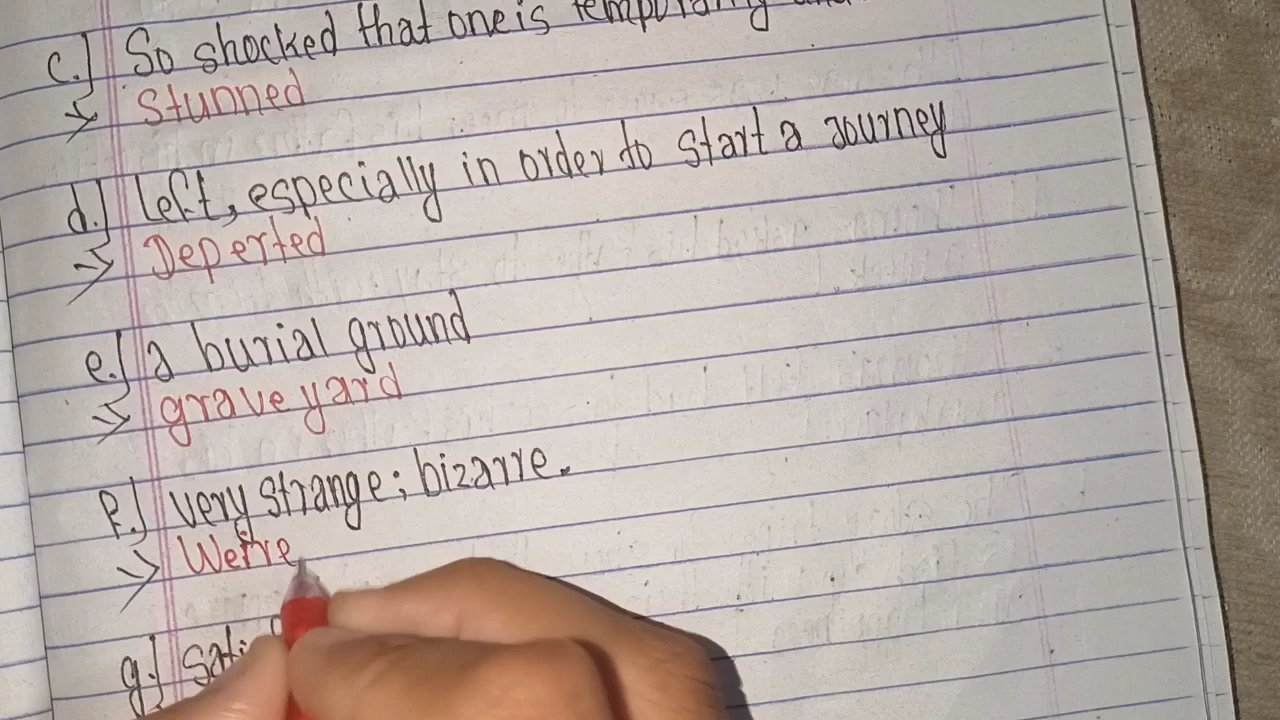 c.) So shocked that one is temporarily
→ Stunned
d.) left, especially in order to start a Journey
→ Deperted
e.) a burial ground
→ grave yard
f.) very strange; bizarre.
→
g.)